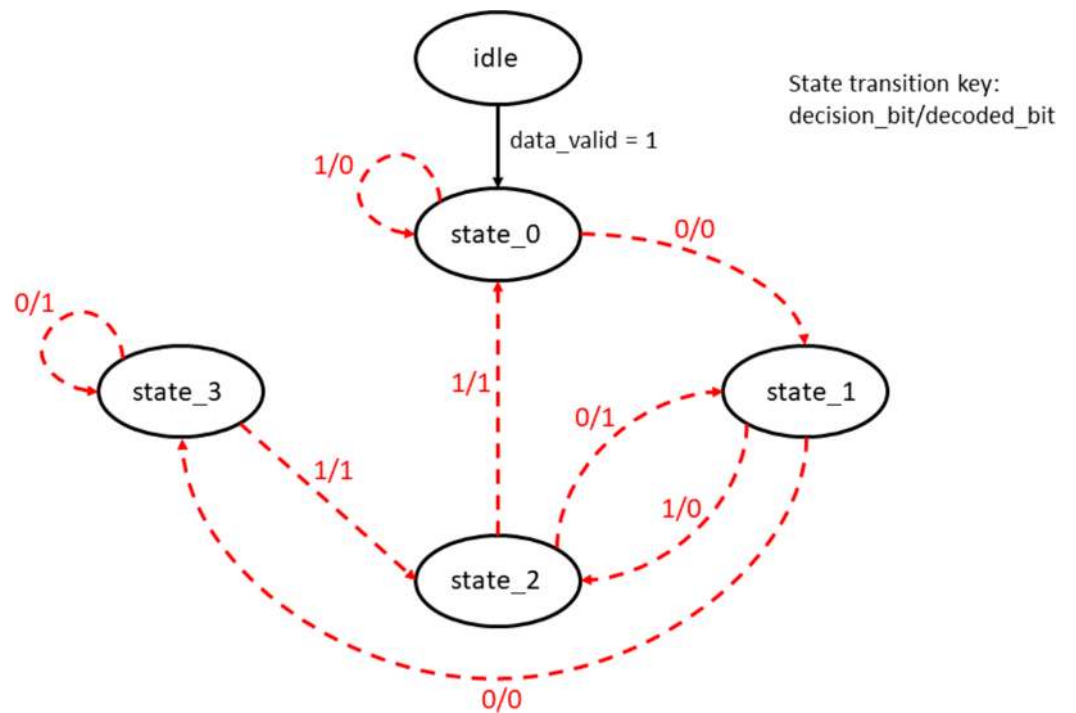 idle
State transition key:
decision_bit/decoded_bit
data_valid = 1
1/0
state_0
0/0
0/1
state_3
1/1
state_1
0/1
1/1
1/0
state_2
0/0